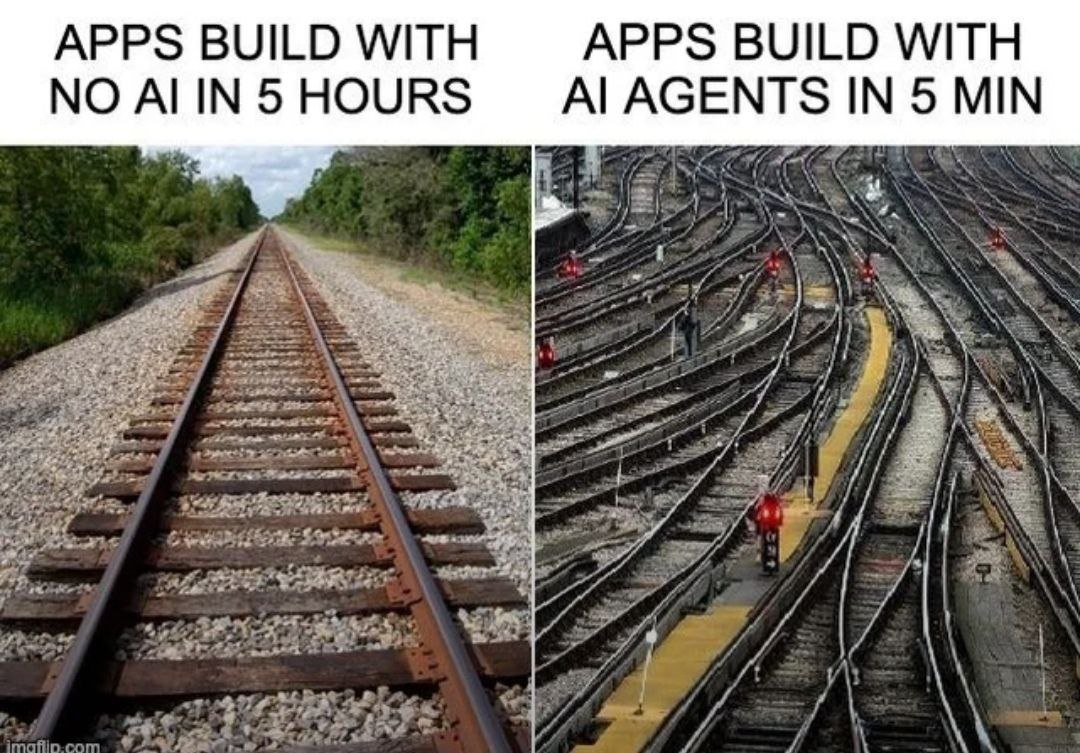 APPS BUILD WITH
NO AI IN 5 HOURS
APPS BUILD WITH
AI AGENTS IN 5 MIN
imgflip.com